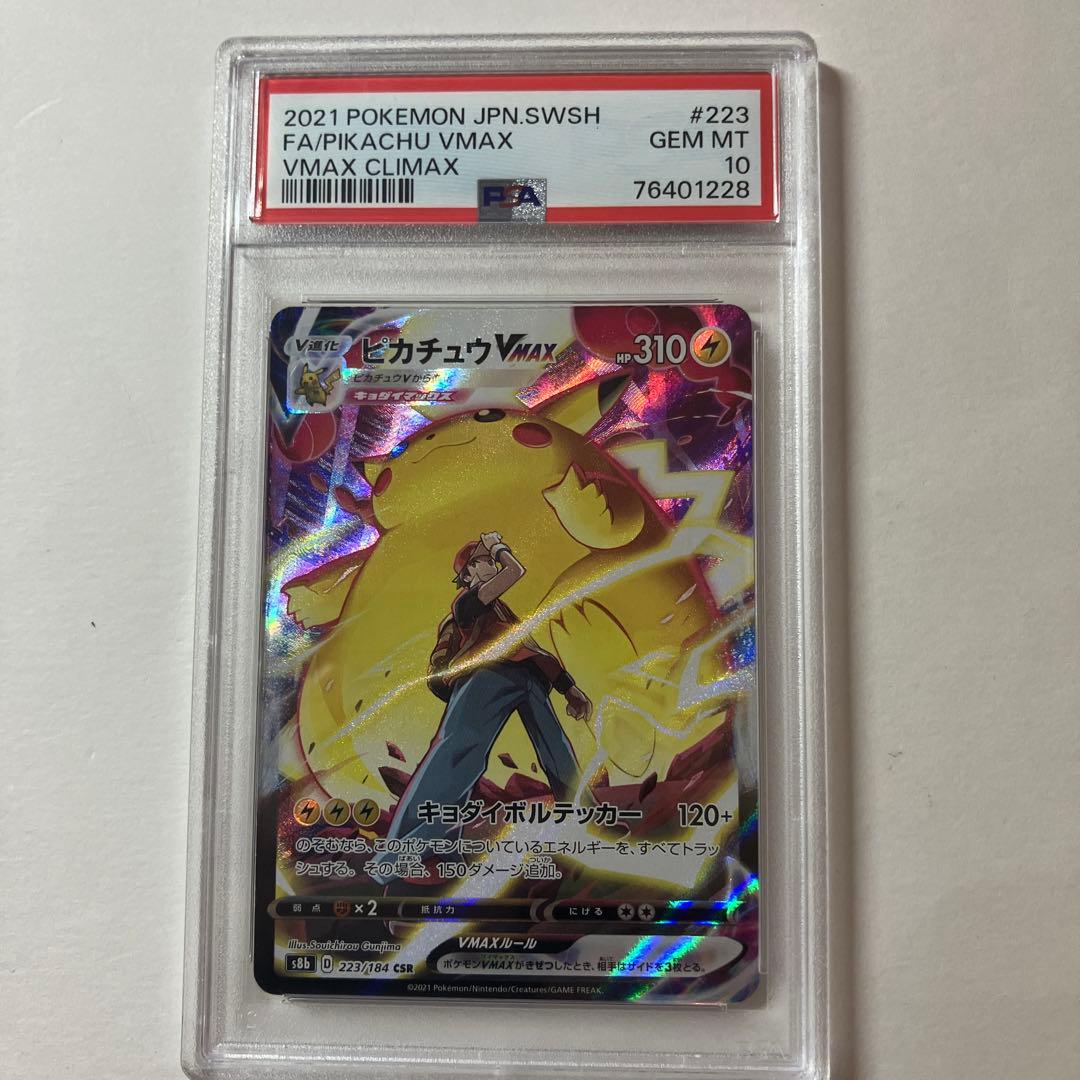 2021 POKEMON JPN.SWSH #223
FA/PIKACHU VMAX GEM MT
VMAX CLIMAX 10
PSA 76401228
V進化 ピカチュウVMAX HP310
ピカチュウVから
キョダイマックス
キョダイボルテッカー 120+
のぞむなら、このポケモンについているエネルギーを、すべてトラッ
シュする。その場合、150ダメージ追加。
弱点 ×2 抵抗力 にげる
Illus.Souichirou Gunjima VMAXルール
s8b D 223/184 CSR ポケモンVMAXがきぜつしたとき、相手はサイドを3枚とる。
©2021 Pokémon/Nintendo/Creatures/GAME FREAK.